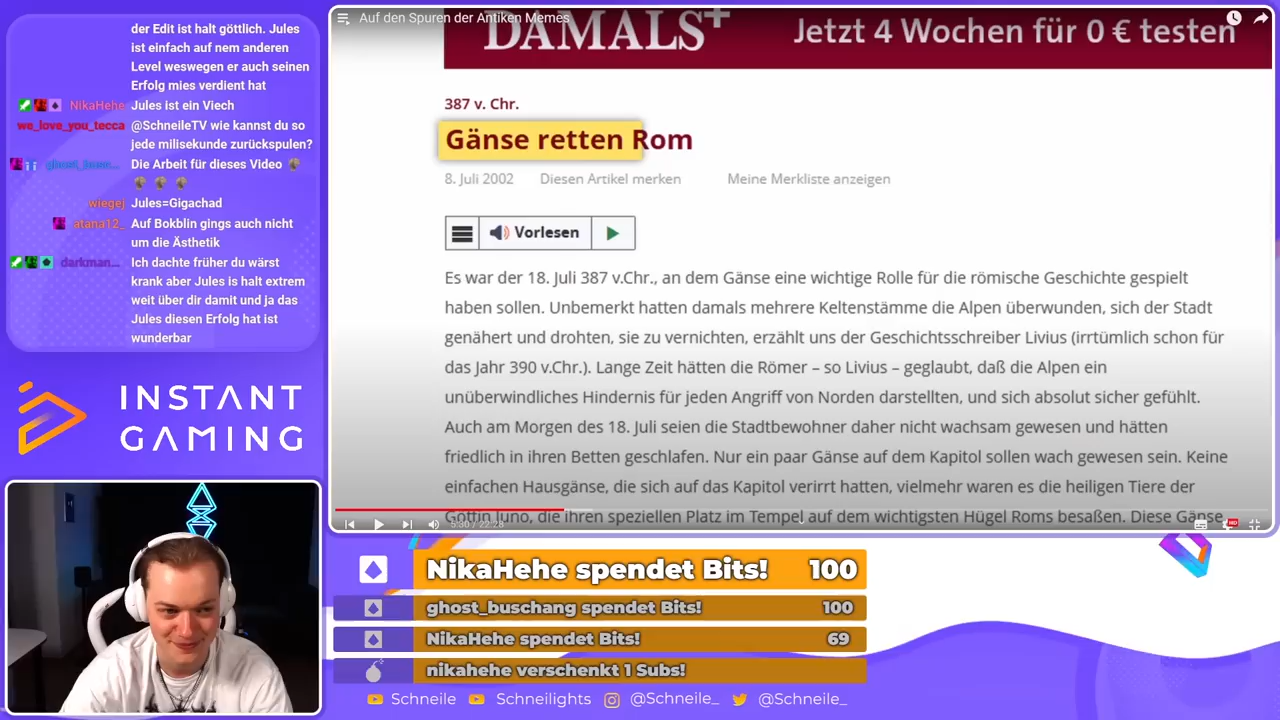 der Edit ist halt göttlich. Jules
ist einfach auf nem anderen
Level weswegen er auch seinen
Erfolg mies verdient hat
NikaHehe Jules ist ein Viech
we_love_you_tecca @SchneileTV wie kannst du so
jede milisekunde zurückspulen?
ghost_busc... Die Arbeit für dieses Video
wiegej Jules=Gigachad
atana12_ Auf Bokblin gings auch nicht
um die Ästhetik
darkman... Ich dachte früher du wärst
krank aber Jules is halt extrem
weit über dir damit und ja das
Jules diesen Erfolg hat ist
wunderbar
INSTANT
GAMING
Auf den Spuren der Antiken Memes
DAMALS+ Jetzt 4 Wochen für 0 € testen
387 v. Chr.
Gänse retten Rom
8. Juli 2002 Diesen Artikel merken Meine Merkliste anzeigen
Vorlesen
Es war der 18. Juli 387 v.Chr., an dem Gänse eine wichtige Rolle für die römische Geschichte gespielt
haben sollen. Unbemerkt hatten damals mehrere Keltenstämme die Alpen überwunden, sich der Stadt
genähert und drohten, sie zu vernichten, erzählt uns der Geschichtsschreiber Livius (irrtümlich schon für
das Jahr 390 v.Chr.). Lange Zeit hätten die Römer – so Livius – geglaubt, daß die Alpen ein
unüberwindliches Hindernis für jeden Angriff von Norden darstellten, und sich absolut sicher gefühlt.
Auch am Morgen des 18. Juli seien die Stadtbewohner daher nicht wachsam gewesen und hätten
friedlich in ihren Betten geschlafen. Nur ein paar Gänse auf dem Kapitol sollen wach gewesen sein. Keine
einfachen Hausgänse, die sich auf das Kapitol verirrt hatten, vielmehr waren es die heiligen Tiere der
Göttin Juno, die ihren speziellen Platz im Tempel auf dem wichtigsten Hügel Roms besaßen. Diese Gänse
5:30 / 22:28
HD
NikaHehe spendet Bits! 100
ghost_buschang spendet Bits! 100
NikaHehe spendet Bits! 69
nikahehe verschenkt 1 Subs!
Schneile Schneilights @Schneile_ @Schneile_